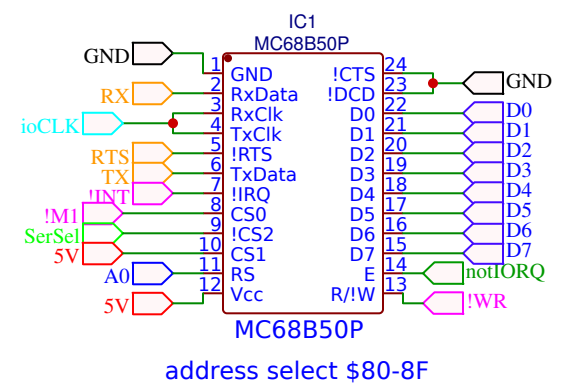 IC1
MC68B50P
GND 1 GND !CTS 24 GND
RX 2 RxData !DCD 23
ioCLK 3 RxClk D0 22 D0
4 TxClk D1 21 D1
RTS 5 !RTS D2 20 D2
TX 6 TxData D3 19 D3
!INT 7 !IRQ D4 18 D4
!M1 8 CS0 D5 17 D5
SerSel 9 !CS2 D6 16 D6
5V 10 CS1 D7 15 D7
A0 11 RS E 14 notIORQ
5V 12 Vcc R/!W 13 !WR
MC68B50P
address select $80-8F